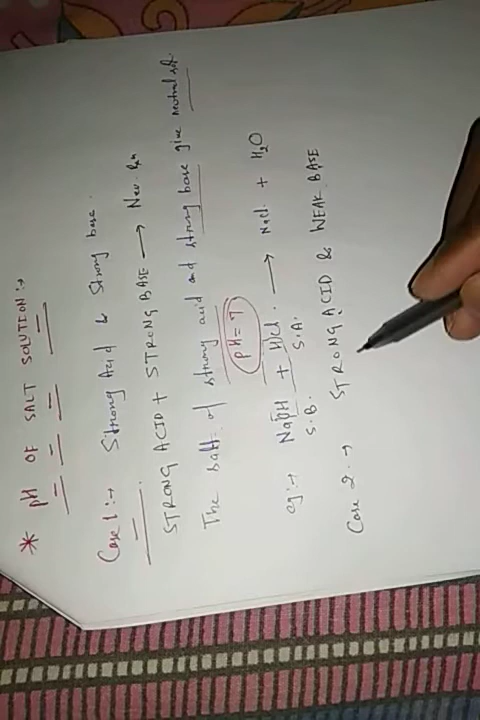 * pH OF SALT SOLUTION :→
Case 1 :→ Strong Acid & Strong base.
STRONG ACID + STRONG BASE → Neu. Rxn
The salt of strong acid and strong base give neutral sol.
pH = 7
eg :→ NaOH + HCl. → NaCl. + H₂O
S.B. S.A.
Case 2. → STRONG ACID & WEAK BASE